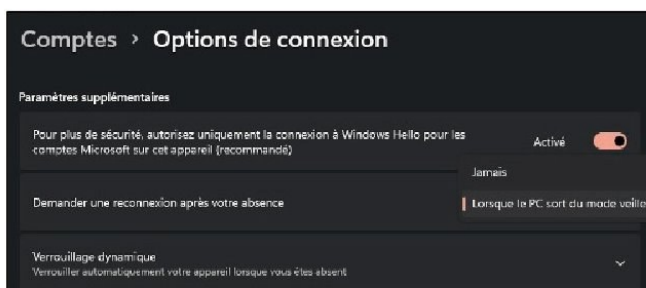 Comptes > Options de connexion
Paramètres supplémentaires
Pour plus de sécurité, autorisez uniquement la connexion à Windows Hello pour les
comptes Microsoft sur cet appareil (recommandé)
Activé
Jamais
Demander une reconnexion après votre absence
Lorsque le PC sort du mode veille
Verrouillage dynamique
Verrouiller automatiquement votre appareil lorsque vous êtes absent